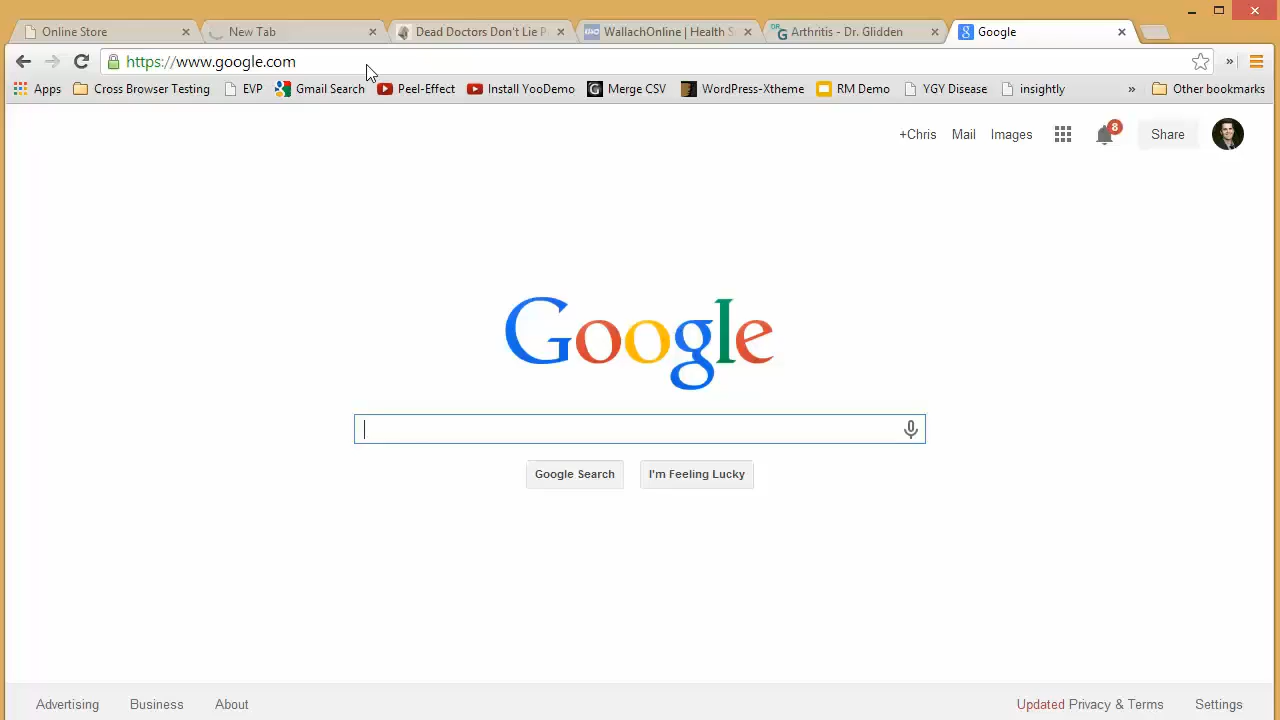 Online Store
New Tab
Dead Doctors Don't Lie P
WallachOnline | Health S
Arthritis - Dr. Glidden
Google
https://www.google.com
Apps
Cross Browser Testing
EVP
Gmail Search
Peel-Effect
Install YooDemo
Merge CSV
WordPress-Xtheme
RM Demo
YGY Disease
insightly
»
Other bookmarks
+Chris
Mail
Images
8
Share
Google
Google Search
I'm Feeling Lucky
Advertising
Business
About
Updated Privacy & Terms
Settings